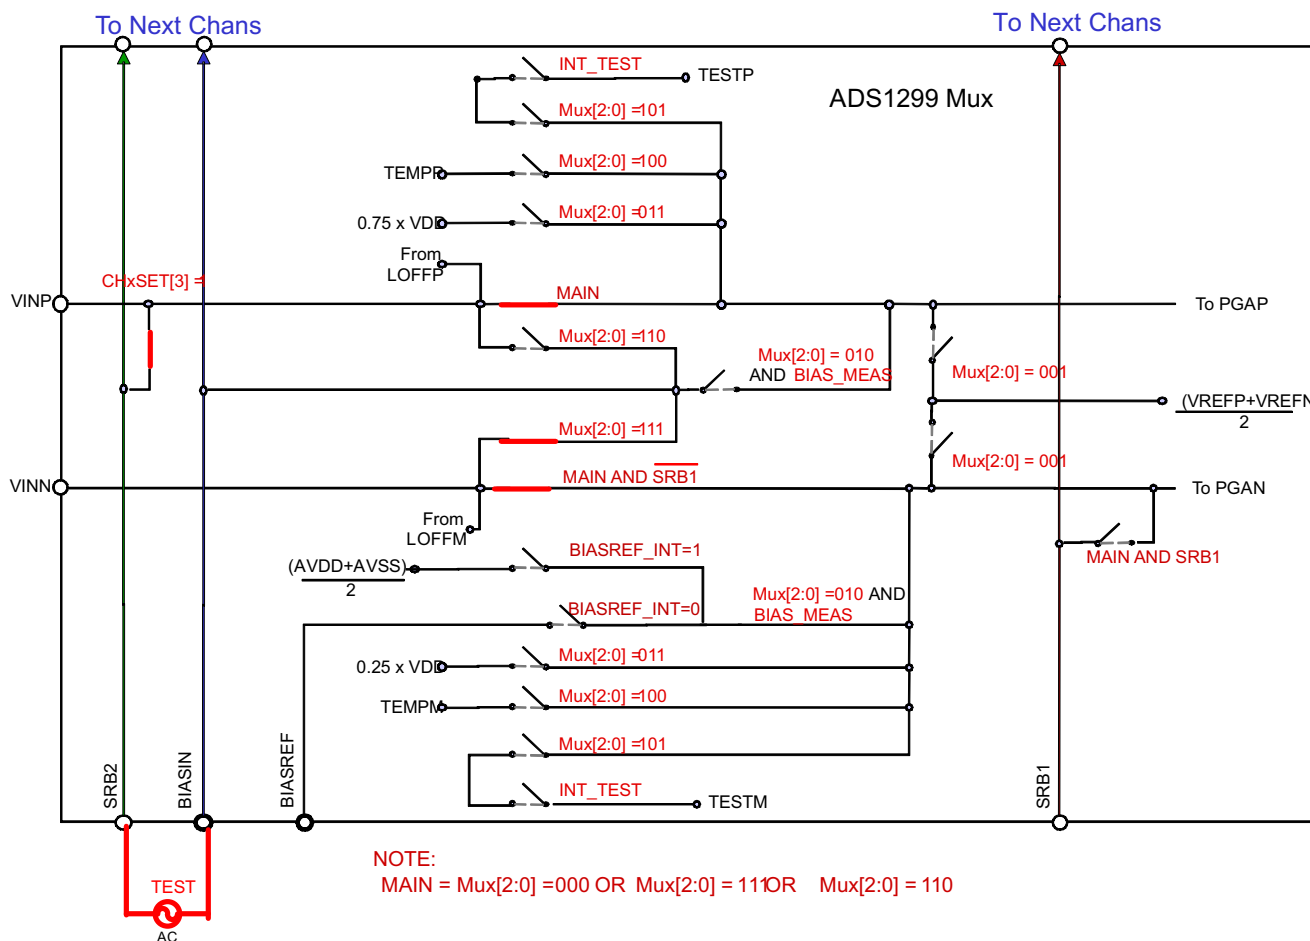 To Next Chans
To Next Chans
INT_TEST
TESTP
ADS1299 Mux
Mux[2:0] =101
TEMPP
Mux[2:0] =100
0.75 x VDD
Mux[2:0] =011
From
LOFFP
CHxSET[3] =1
VINP
MAIN
To PGAP
Mux[2:0] =110
Mux[2:0] = 010
AND BIAS_MEAS
Mux[2:0] = 001
(VREFP+VREFN
2
Mux[2:0] =111
Mux[2:0] = 001
VINN
MAIN AND SRB1
To PGAN
From
LOFFM
BIASREF_INT=1
MAIN AND SRB1
(AVDD+AVSS)
2
BIASREF_INT=0
Mux[2:0] =010 AND
BIAS_MEAS
0.25 x VDD
Mux[2:0] =011
TEMPM
Mux[2:0] =100
Mux[2:0] =101
INT_TEST
TESTM
SRB2
BIASIN
BIASREF
SRB1
NOTE:
MAIN = Mux[2:0] =000 OR Mux[2:0] = 111OR Mux[2:0] = 110
TEST
AC